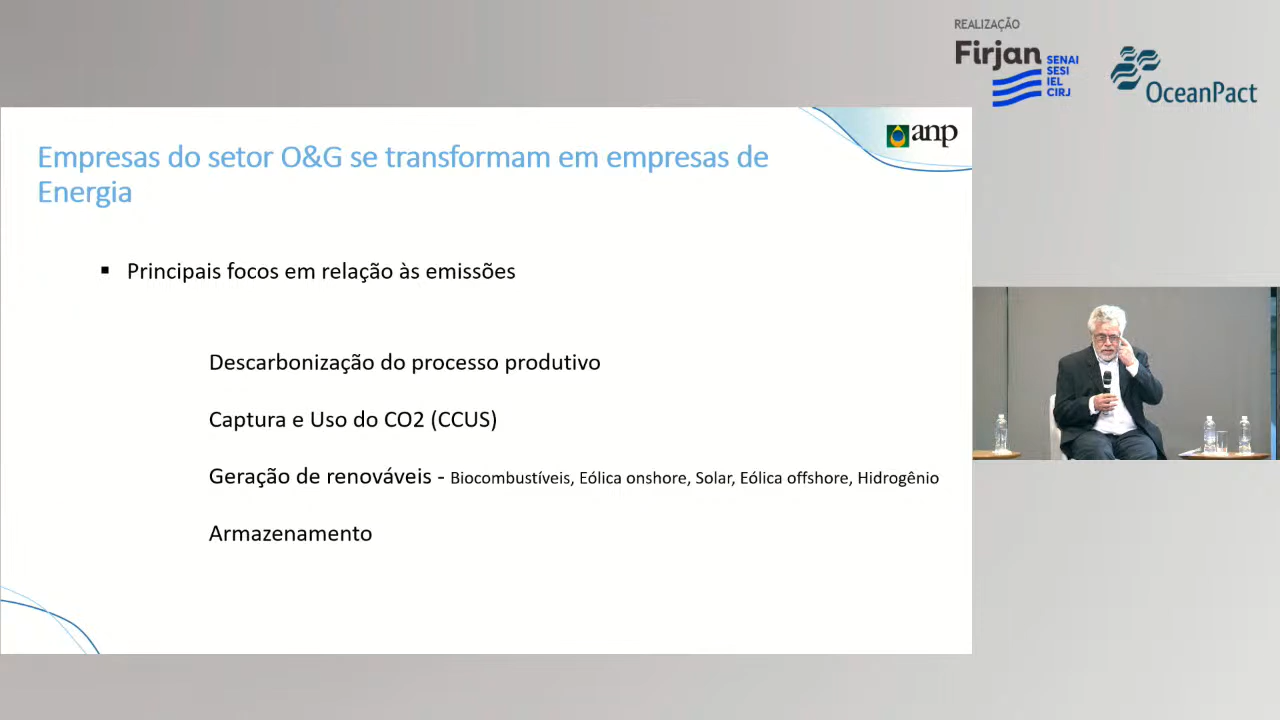 REALIZAÇÃO
Firjan
SENAI
SESI
IEL
CIRJ
OceanPact
anp
Empresas do setor O&G se transformam em empresas de
Energia
▪ Principais focos em relação às emissões
Descarbonização do processo produtivo
Captura e Uso do CO2 (CCUS)
Geração de renováveis - Biocombustíveis, Eólica onshore, Solar, Eólica offshore, Hidrogênio
Armazenamento